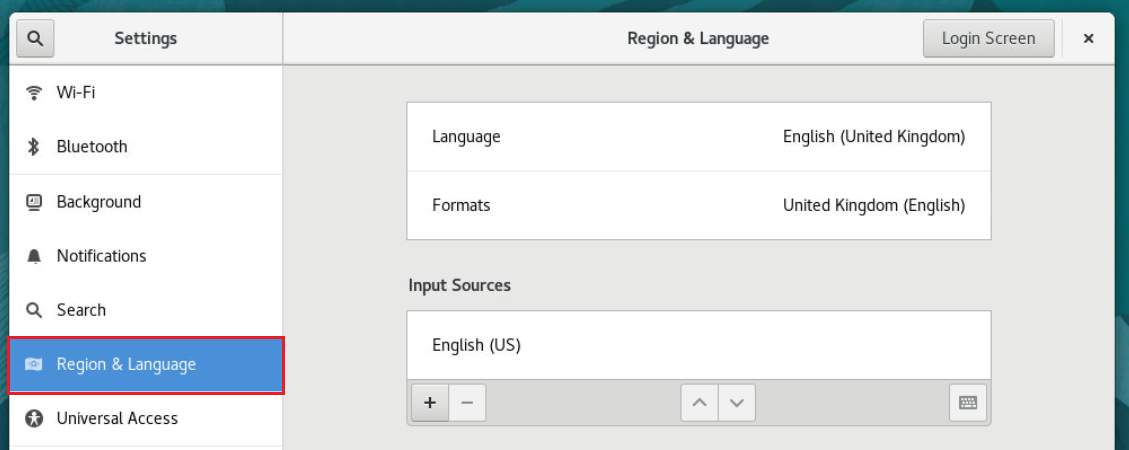 Settings
Region & Language
Login Screen
Wi-Fi
Bluetooth
Background
Notifications
Search
Region & Language
Universal Access
Language English (United Kingdom)
Formats United Kingdom (English)
Input Sources
English (US)